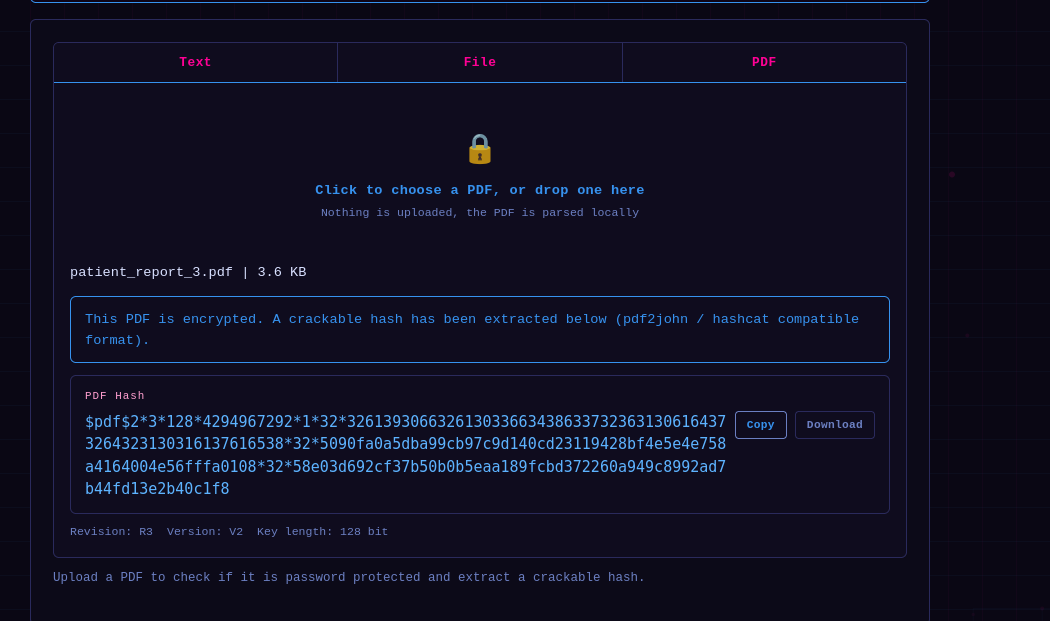 Text
File
PDF
Click to choose a PDF, or drop one here
Nothing is uploaded, the PDF is parsed locally
patient_report_3.pdf | 3.6 KB
This PDF is encrypted. A crackable hash has been extracted below (pdf2john / hashcat compatible
format).
PDF Hash
$pdf$2*3*128*4294967292*1*32*326139306632613033663438633732363130616437
3264323130316137616538*32*5090fa0a5dba99cb97c9d140cd23119428bf4e5e4e758
a4164004e56fffa0108*32*58e03d692cf37b50b0b5eaa189fcbd372260a949c8992ad7
b44fd13e2b40c1f8
Copy
Download
Revision: R3 Version: V2 Key length: 128 bit
Upload a PDF to check if it is password protected and extract a crackable hash.